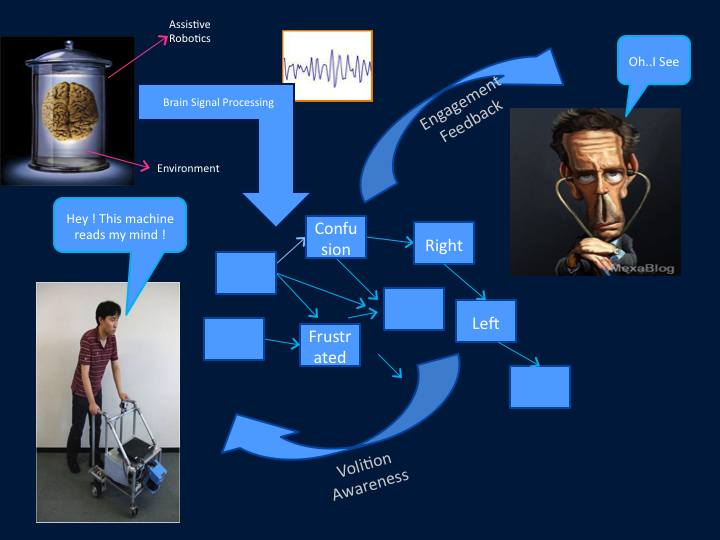 Assistive
Robotics
Brain Signal Processing
Environment
Engagement
Feedback
Oh..I See
Hey ! This machine
reads my mind !
Confu
sion
Right
Left
Frustr
ated
MexaBlog
Volition
Awareness